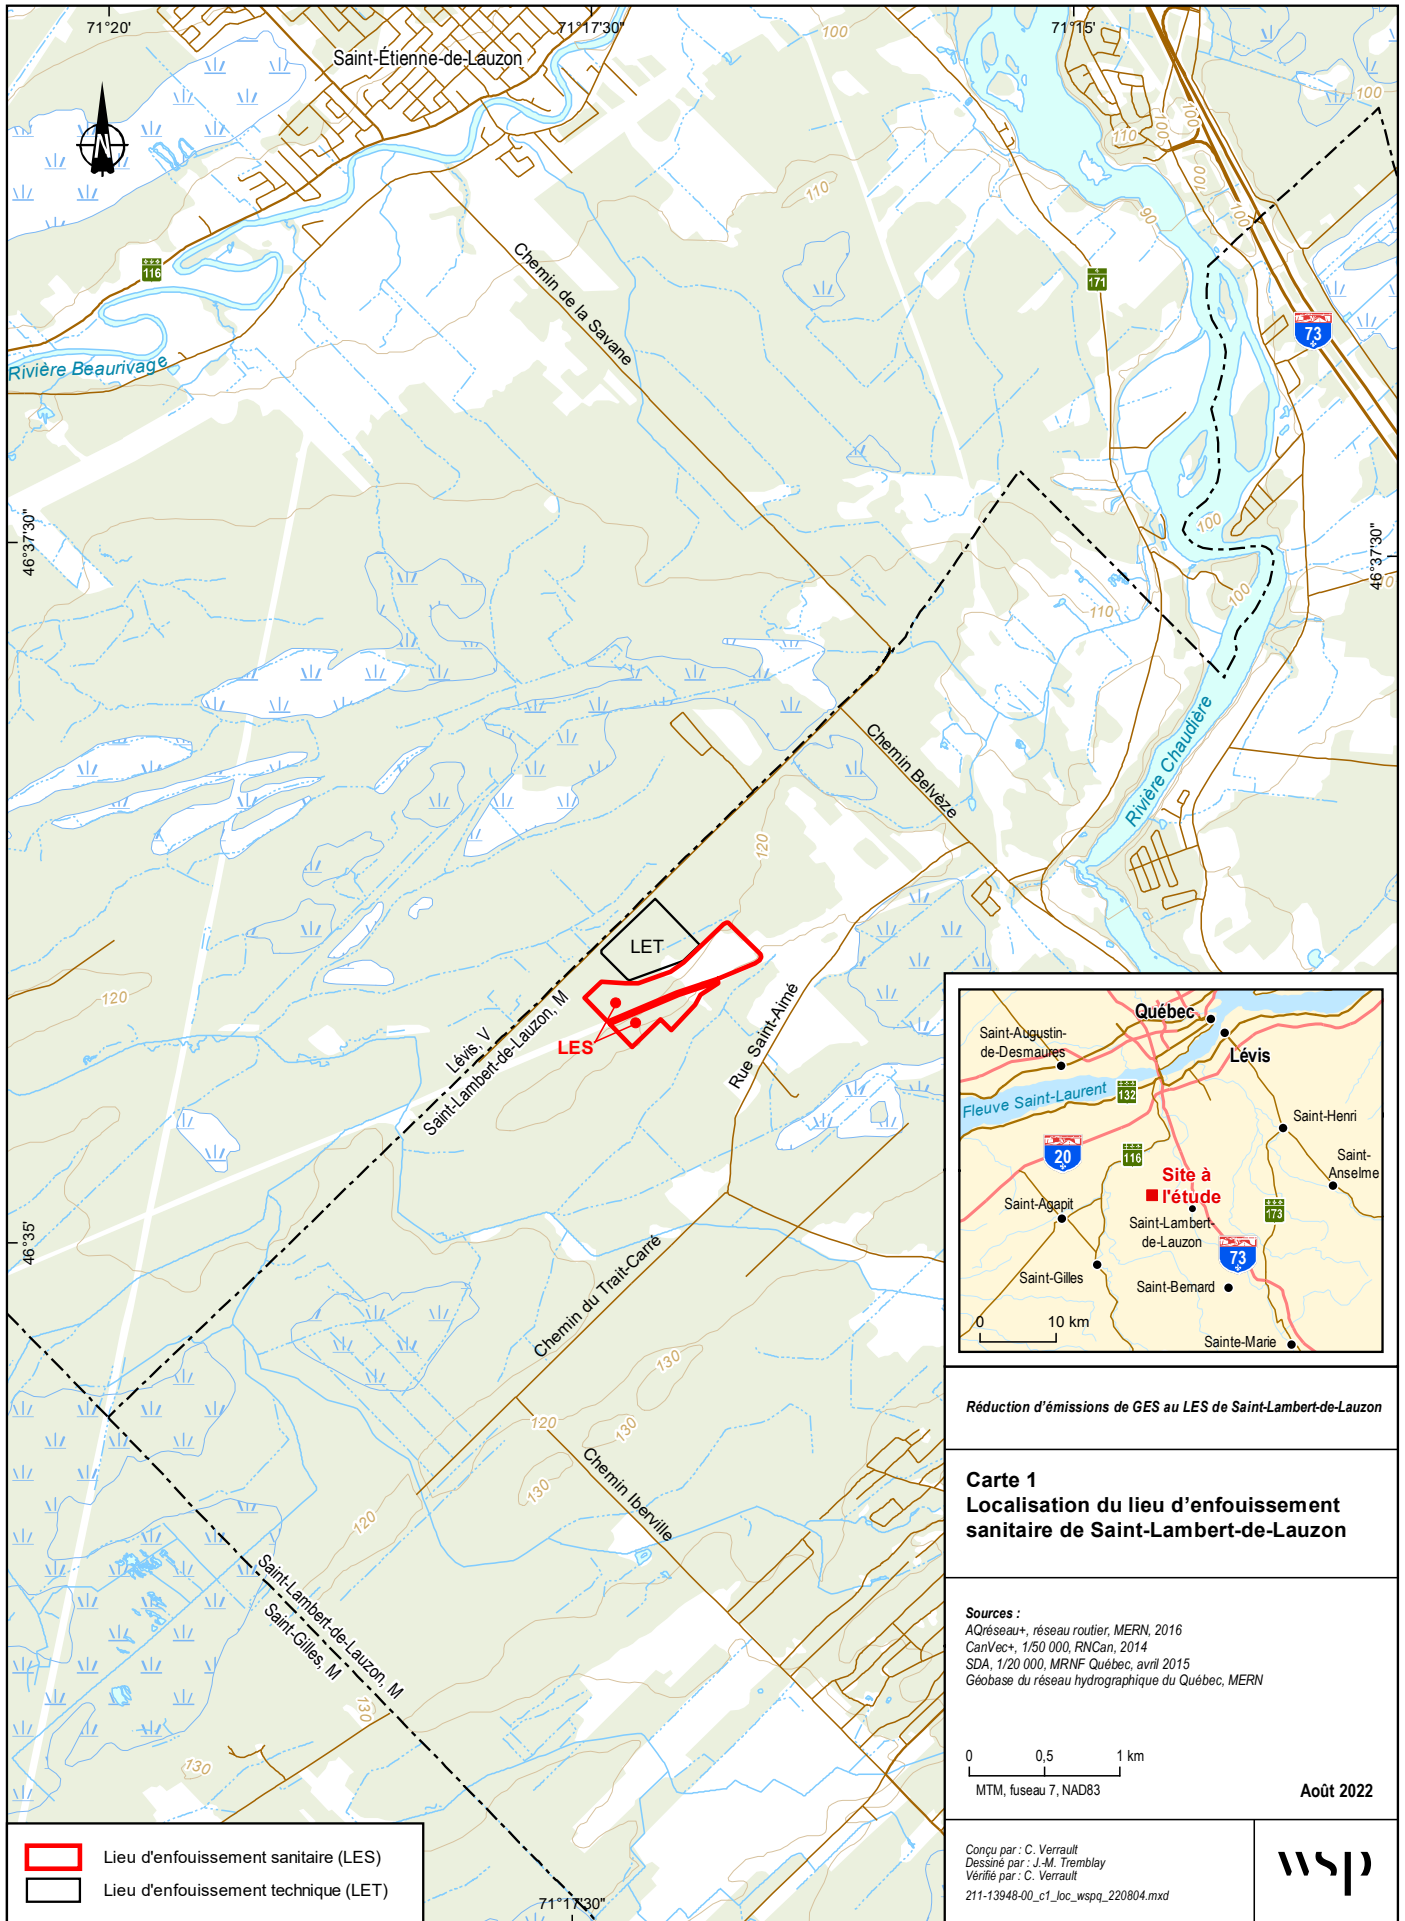 71°20'
71°17'30"
71°15'
Saint-Étienne-de-Lauzon
N
100
100
110
100
100
100
100
100
90
110
116
171
73
Chemin de la Savane
Rivière Beaurivage
46°37'30"
46°37'30"
100
100
110
0
Rivière Chaudière
Chemin Belvèze
120
LET
LES
Lévis, V
Saint-Lambert-de-Lauzon, M
120
Rue Saint-Aimé
46°35'
Chemin du Trait-Carré
130
120
130
130
120
Chemin Iberville
Saint-Lambert-de-Lauzon, M
Saint-Gilles, M
130
130
71°17'30"
Lieu d'enfouissement sanitaire (LES)
Lieu d'enfouissement technique (LET)
Québec
Lévis
Saint-Augustin-
de-Desmaures
Fleuve Saint-Laurent
132
Saint-Henri
20
116
Saint-
Anselme
Site à
l'étude
Saint-Agapit
173
Saint-Lambert-
de-Lauzon
73
Saint-Gilles
Saint-Bernard
0 10 km
Sainte-Marie
Réduction d'émissions de GES au LES de Saint-Lambert-de-Lauzon
Carte 1
Localisation du lieu d'enfouissement
sanitaire de Saint-Lambert-de-Lauzon
Sources :
AQréseau+, réseau routier, MERN, 2016
CanVec+, 1/50 000, RNCan, 2014
SDA, 1/20 000, MRNF Québec, avril 2015
Géobase du réseau hydrographique du Québec, MERN
0 0,5 1 km
MTM, fuseau 7, NAD83
Août 2022
Conçu par : C. Verrault
Dessiné par : J.-M. Tremblay
Vérifié par : C. Verrault
211-13948-00_c1_loc_wspq_220804.mxd
wsp